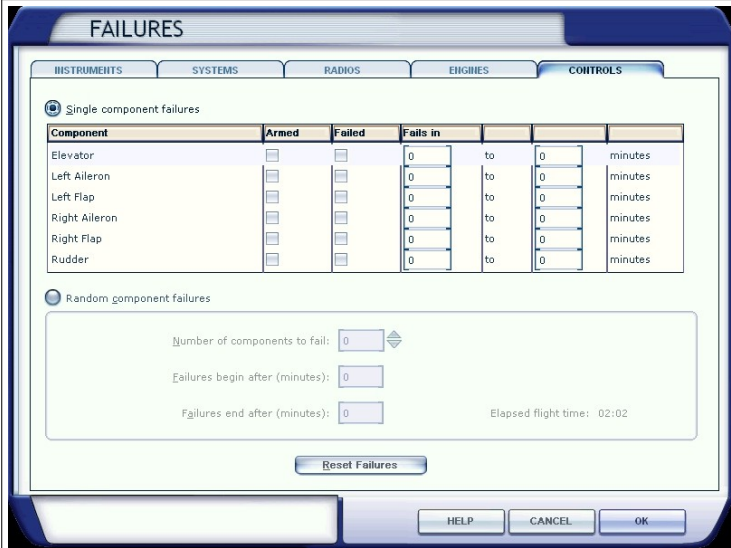 FAILURES
INSTRUMENTS SYSTEMS RADIOS ENGINES CONTROLS
Single component failures
Component Armed Failed Fails in
Elevator 0 to 0 minutes
Left Aileron 0 to 0 minutes
Left Flap 0 to 0 minutes
Right Aileron 0 to 0 minutes
Right Flap 0 to 0 minutes
Rudder 0 to 0 minutes
Random component failures
Number of components to fail: 0
Failures begin after (minutes): 0
Failures end after (minutes): 0 Elapsed flight time: 02:02
Reset Failures
HELP CANCEL OK